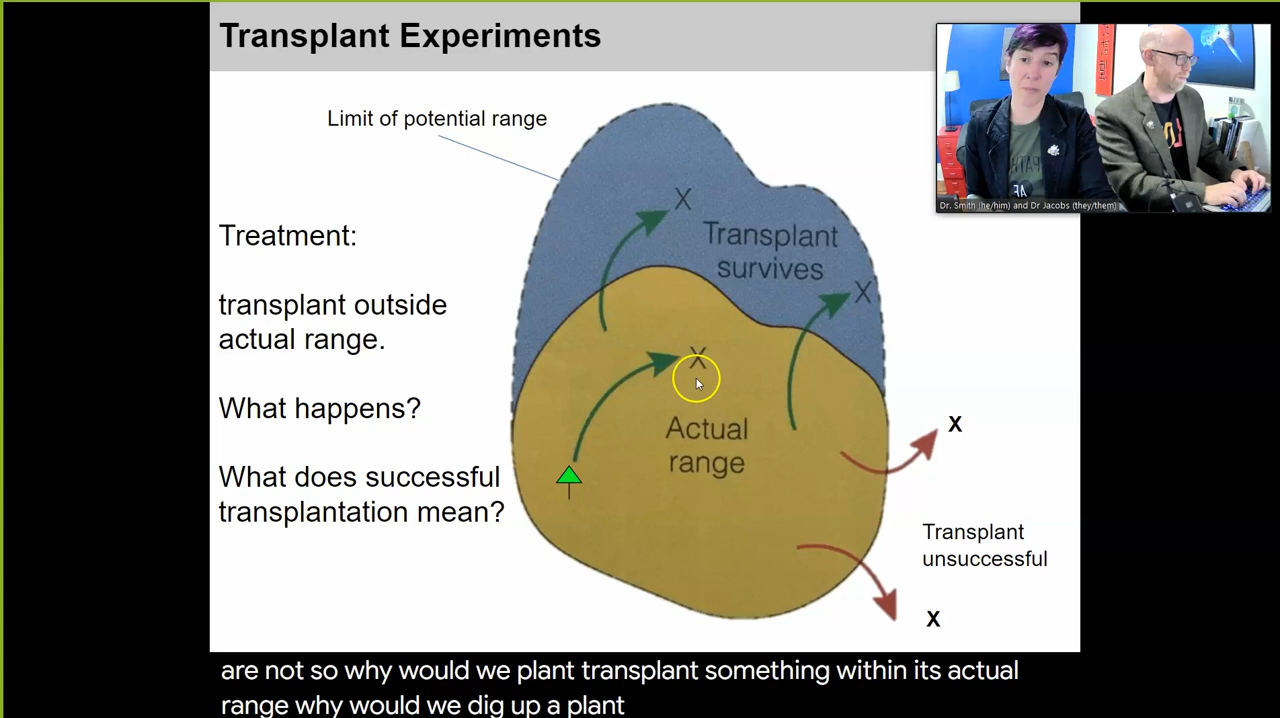 Transplant Experiments
Limit of potential range
X
Transplant
survives
X
Treatment:
transplant outside
actual range.
X
What happens?
Actual
range
X
What does successful
transplantation mean?
Transplant
unsuccessful
X
Dr. Smith (he/him) and Dr Jacobs (they/them)
AF
are not so why would we plant transplant something within its actual
range why would we dig up a plant